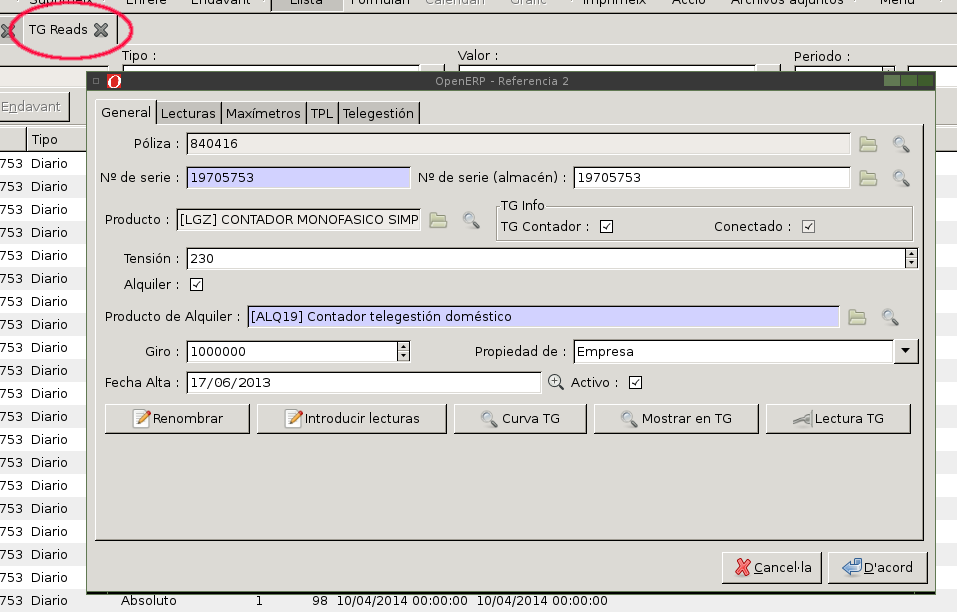 Suprimeix Enrere Endavant Llista Formulari Calendari Gràfic Imprimeix Acció Archivos adjuntos Menú
TG Reads
Tipo : Valor : Periodo :
OpenERP - Referencia 2
Endavant
General Lecturas Maxímetros TPL Telegestión
Tipo
Póliza : 840416
753 Diario
Nº de serie : 19705753 Nº de serie (almacén) : 19705753
753 Diario
TG Info
753 Diario
Producto : [LGZ] CONTADOR MONOFASICO SIMP TG Contador : Conectado :
753 Diario
Tensión : 230
753 Diario
Alquiler :
753 Diario
753 Diario
Producto de Alquiler : [ALQ19] Contador telegestión doméstico
753 Diario
Giro : 1000000 Propiedad de : Empresa
753 Diario
753 Diario
Fecha Alta : 17/06/2013 Activo :
753 Diario
Renombrar Introducir lecturas Curva TG Mostrar en TG Lectura TG
753 Diario
753 Diario
753 Diario
753 Diario
753 Diario
753 Diario
753 Diario
Cancel·la D'acord
753 Diario
753 Diario Absoluto 1 98 10/04/2014 00:00:00 10/04/2014 00:00:00